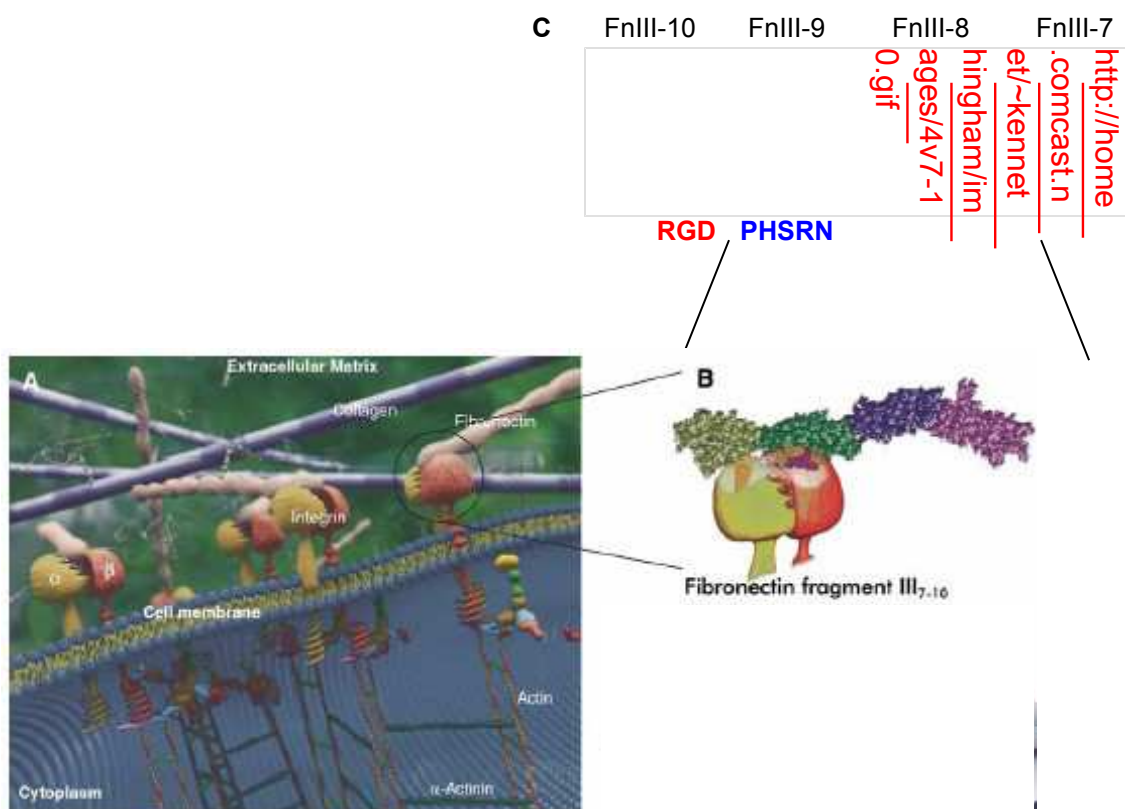 C FnIII-10 FnIII-9 FnIII-8 FnIII-7
http://home
.comcast.n
et/~kennet
hingham/im
ages/4v7-1
0.gif
RGD PHSRN
A
Extracellular Matrix
Collagen
Fibronectin
Integrin
α
β
Cell membrane
Actin
α-Actinin
Cytoplasm
B
Fibronectin fragment III7-16